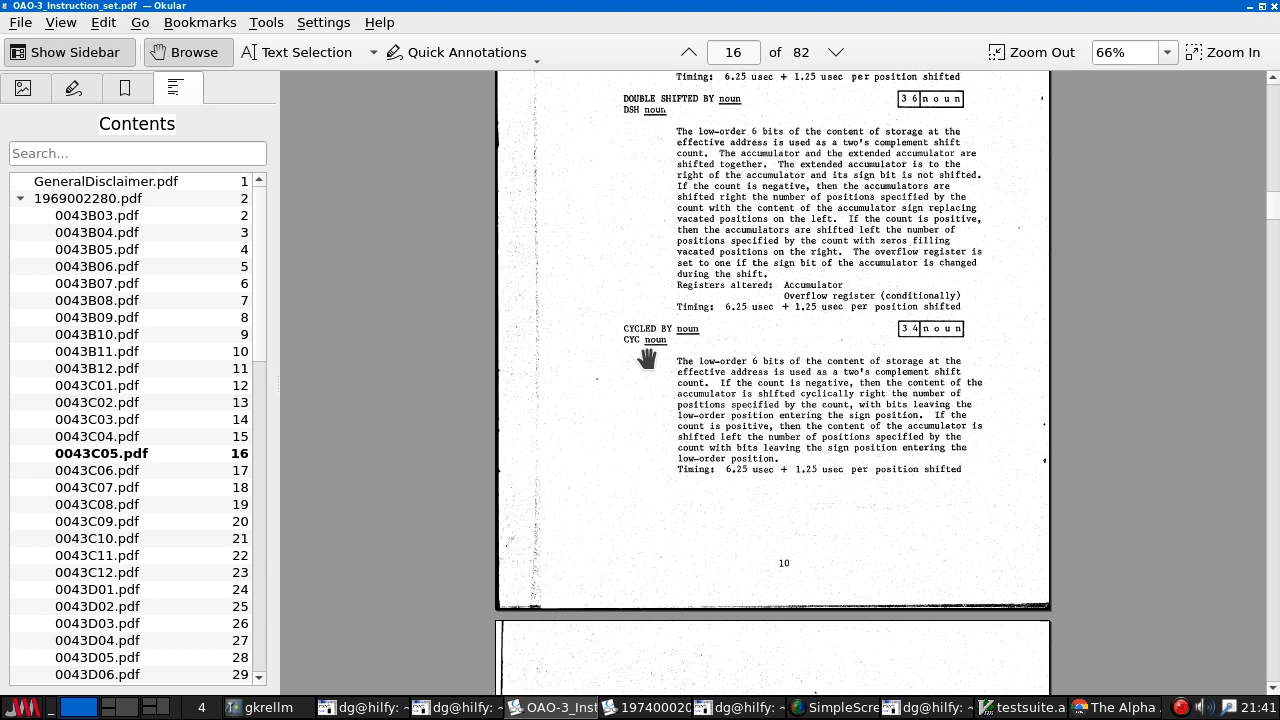 OAO-3_Instruction_set.pdf — Okular
File View Edit Go Bookmarks Tools Settings Help
Show Sidebar Browse Text Selection Quick Annotations 16 of 82 Zoom Out 66% Zoom In
Contents
Search...
GeneralDisclaimer.pdf 1
1969002280.pdf 2
0043B03.pdf 2
0043B04.pdf 3
0043B05.pdf 4
0043B06.pdf 5
0043B07.pdf 6
0043B08.pdf 7
0043B09.pdf 8
0043B10.pdf 9
0043B11.pdf 10
0043B12.pdf 11
0043C01.pdf 12
0043C02.pdf 13
0043C03.pdf 14
0043C04.pdf 15
0043C05.pdf 16
0043C06.pdf 17
0043C07.pdf 18
0043C08.pdf 19
0043C09.pdf 20
0043C10.pdf 21
0043C11.pdf 22
0043C12.pdf 23
0043D01.pdf 24
0043D02.pdf 25
0043D03.pdf 26
0043D04.pdf 27
0043D05.pdf 28
0043D06.pdf 29
Timing: 6.25 usec + 1.25 usec per position shifted
DOUBLE SHIFTED BY noun 3 6 n o u n
DSH noun
The low-order 6 bits of the content of storage at the
effective address is used as a two's complement shift
count. The accumulator and the extended accumulator are
shifted together. The extended accumulator is to the
right of the accumulator and its sign bit is not shifted.
If the count is negative, then the accumulators are
shifted right the number of positions specified by the
count with the content of the accumulator sign replacing
vacated positions on the left. If the count is positive,
then the accumulators are shifted left the number of
positions specified by the count with zeros filling
vacated positions on the right. The overflow register is
set to one if the sign bit of the accumulator is changed
during the shift.
Registers altered: Accumulator
Overflow register (conditionally)
Timing: 6.25 usec + 1.25 usec per position shifted
CYCLED BY noun 3 4 n o u n
CYC noun
The low-order 6 bits of the content of storage at the
effective address is used as a two's complement shift
count. If the count is negative, then the content of the
accumulator is shifted cyclically right the number of
positions specified by the count, with bits leaving the
low-order position entering the sign position. If the
count is positive, then the content of the accumulator is
shifted left the number of positions specified by the
count with bits leaving the sign position entering the
low-order position.
Timing: 6.25 usec + 1.25 usec per position shifted
10
4 gkrellm dg@hilfy: dg@hilfy: OAO-3_Inst 197400020 dg@hilfy: SimpleScre dg@hilfy: testsuite.a The Alpha 21:41